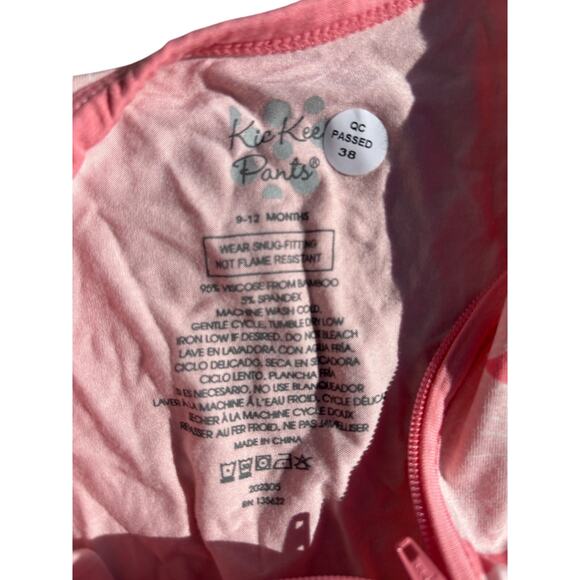 KicKee
Pants®
QC
PASSED
38
9-12 MONTHS
WEAR SNUG-FITTING
NOT FLAME RESISTANT
95% VISCOSE FROM BAMBOO
5% SPANDEX
MACHINE WASH COLD,
GENTLE CYCLE, TUMBLE DRY LOW
IRON LOW IF DESIRED. DO NOT BLEACH
LAVE EN LAVADORA CON AGUA FRÍA,
CICLO DELICADO, SECA EN SECADORA
CICLO LENTO, PLANCHA FRÍA
SI ES NECESARIO, NO USE BLANQUEADOR
LAVER À LA MACHINE À L'EAU FROID, CYCLE DÉLICA
SÉCHER À LA MACHINE CYCLE DOUX
REPASSER AU FER FROID, NE PAS JAVELLISER
MADE IN CHINA
202305
BN 135622